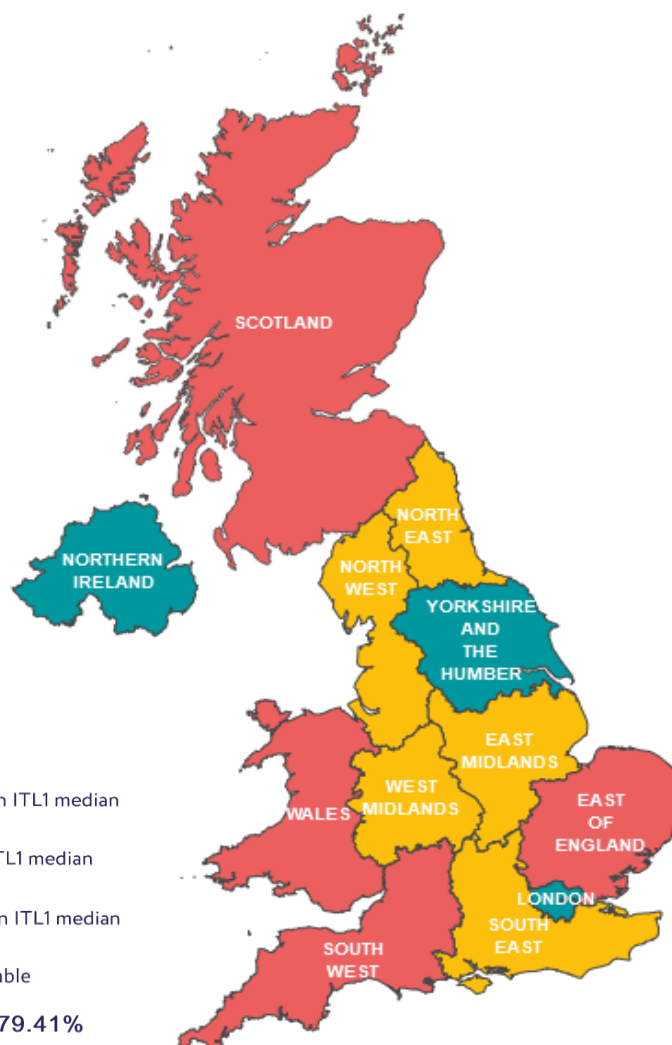 SCOTLAND
NORTH
EAST
NORTHERN
IRELAND
NORTH
WEST
YORKSHIRE
AND
THE
HUMBER
EAST
MIDLANDS
WEST
MIDLANDS
WALES
EAST
OF
ENGLAND
LONDON
SOUTH
EAST
SOUTH
WEST
n ITL1 median
TL1 median
n ITL1 median
able
79.41%